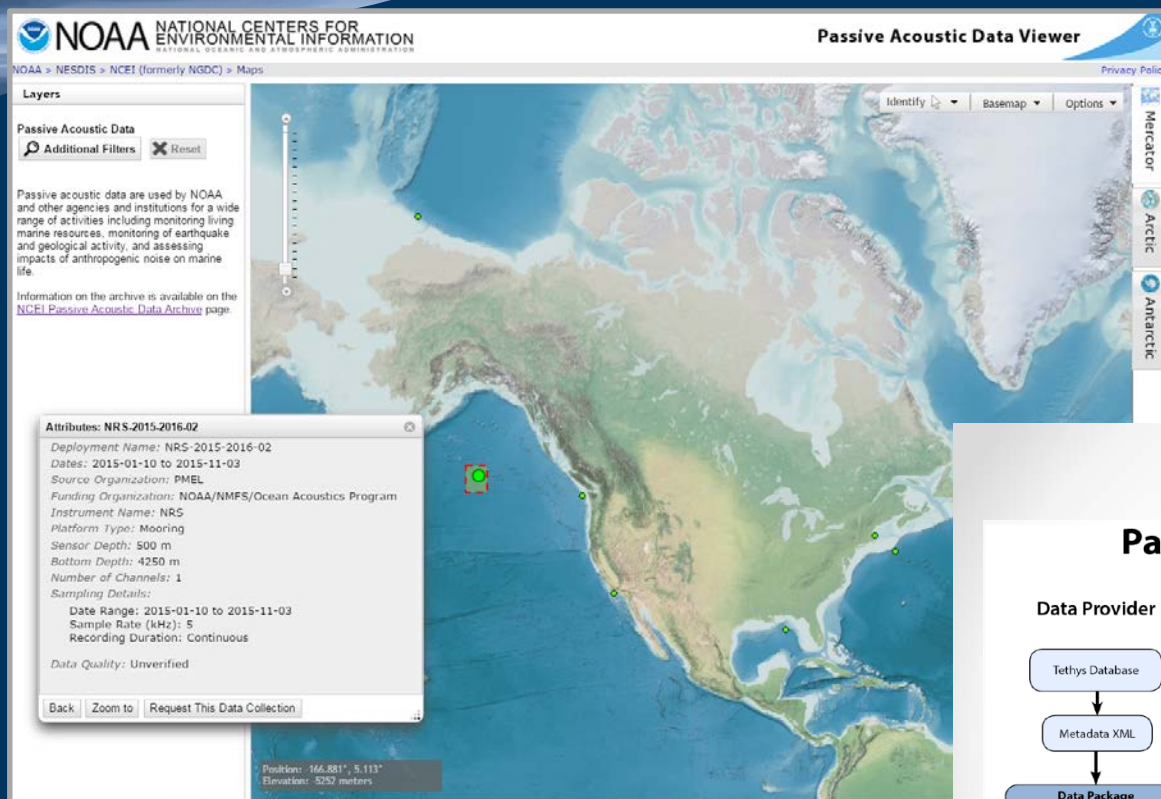 NOAA NATIONAL CENTERS FOR
ENVIRONMENTAL INFORMATION
NATIONAL OCEANIC AND ATMOSPHERIC ADMINISTRATION
Passive Acoustic Data Viewer
NOAA > NESDIS > NCEI (formerly NGDC) > Maps
Privacy Polic
Layers
Passive Acoustic Data
Additional Filters Reset
Passive acoustic data are used by NOAA
and other agencies and institutions for a wide
range of activities including monitoring living
marine resources, monitoring of earthquake
and geological activity, and assessing
impacts of anthropogenic noise on marine
life.
Information on the archive is available on the
NCEI Passive Acoustic Data Archive page.
Identify Basemap Options
Mercator
Arctic
Antarctic
Attributes: NRS-2015-2016-02
Deployment Name: NRS-2015-2016-02
Dates: 2015-01-10 to 2015-11-03
Source Organization: PMEL
Funding Organization: NOAA/NMFS/Ocean Acoustics Program
Instrument Name: NRS
Platform Type: Mooring
Sensor Depth: 500 m
Bottom Depth: 4250 m
Number of Channels: 1
Sampling Details:
Date Range: 2015-01-10 to 2015-11-03
Sample Rate (kHz): 5
Recording Duration: Continuous
Data Quality: Unverified
Back Zoom to Request This Data Collection
Position: -166.881°, 5.113°
Elevation: -5252 meters
Pa
Data Provider
Tethys Database
Metadata XML
Data Package